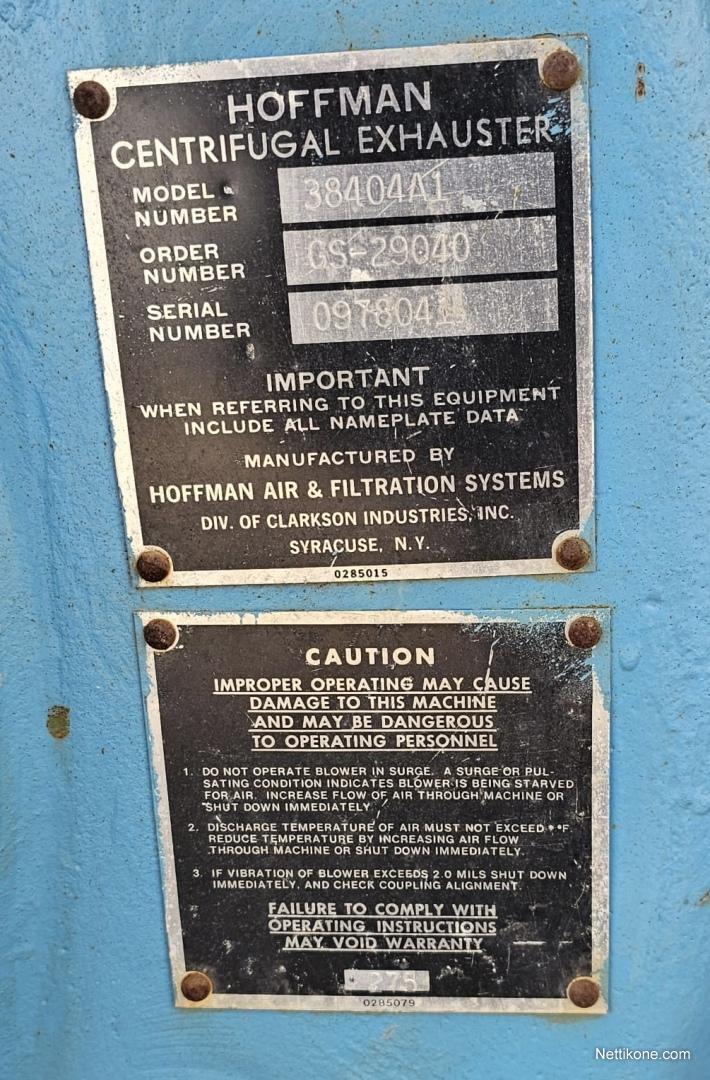 HOFFMAN
CENTRIFUGAL EXHAUSTER
MODEL NUMBER 38404A1
ORDER NUMBER GS-29040
SERIAL NUMBER
IMPORTANT
WHEN REFERRING TO THIS EQUIPMENT
INCLUDE ALL NAMEPLATE DATA
MANUFACTURED BY
HOFFMAN AIR & FILTRATION SYSTEMS
DIV. OF CLARKSON INDUSTRIES, INC.
SYRACUSE, N.Y.
0285015
CAUTION
IMPROPER OPERATING MAY CAUSE
DAMAGE TO THIS MACHINE
AND MAY BE DANGEROUS
TO OPERATING PERSONNEL
1. DO NOT OPERATE BLOWER IN SURGE. A SURGE OR PUL-
SATING CONDITION INDICATES BLOWER IS BEING STARVED
FOR AIR. INCREASE FLOW OF AIR THROUGH MACHINE OR
SHUT DOWN IMMEDIATELY.
2. DISCHARGE TEMPERATURE OF AIR MUST NOT EXCEED **°F
REDUCE TEMPERATURE BY INCREASING AIR FLOW
THROUGH MACHINE OR SHUT DOWN IMMEDIATELY.
3. IF VIBRATION OF BLOWER EXCEEDS 2.0 MILS SHUT DOWN
IMMEDIATELY. AND CHECK COUPLING ALIGNMENT.
FAILURE TO COMPLY WITH
OPERATING INSTRUCTIONS
MAY VOID WARRANTY
275
0285079
Nettikone.com